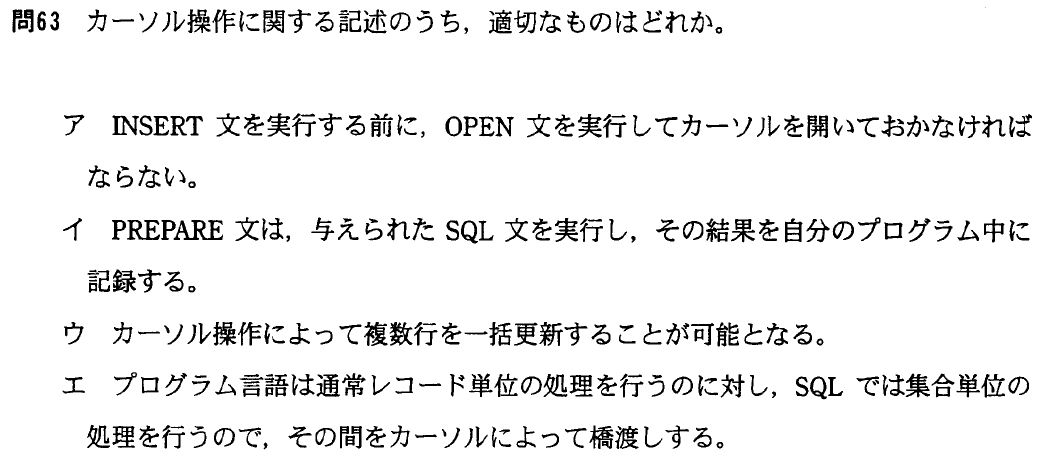 問63 カーソル操作に関する記述のうち，適切なものはどれか。
ア INSERT 文を実行する前に，OPEN 文を実行してカーソルを開いておかなければ
ならない。
イ PREPARE 文は，与えられた SQL 文を実行し，その結果を自分のプログラム中に
記録する。
ウ カーソル操作によって複数行を一括更新することが可能となる。
エ プログラム言語は通常レコード単位の処理を行うのに対し，SQL では集合単位の
処理を行うので，その間をカーソルによって橋渡しする。